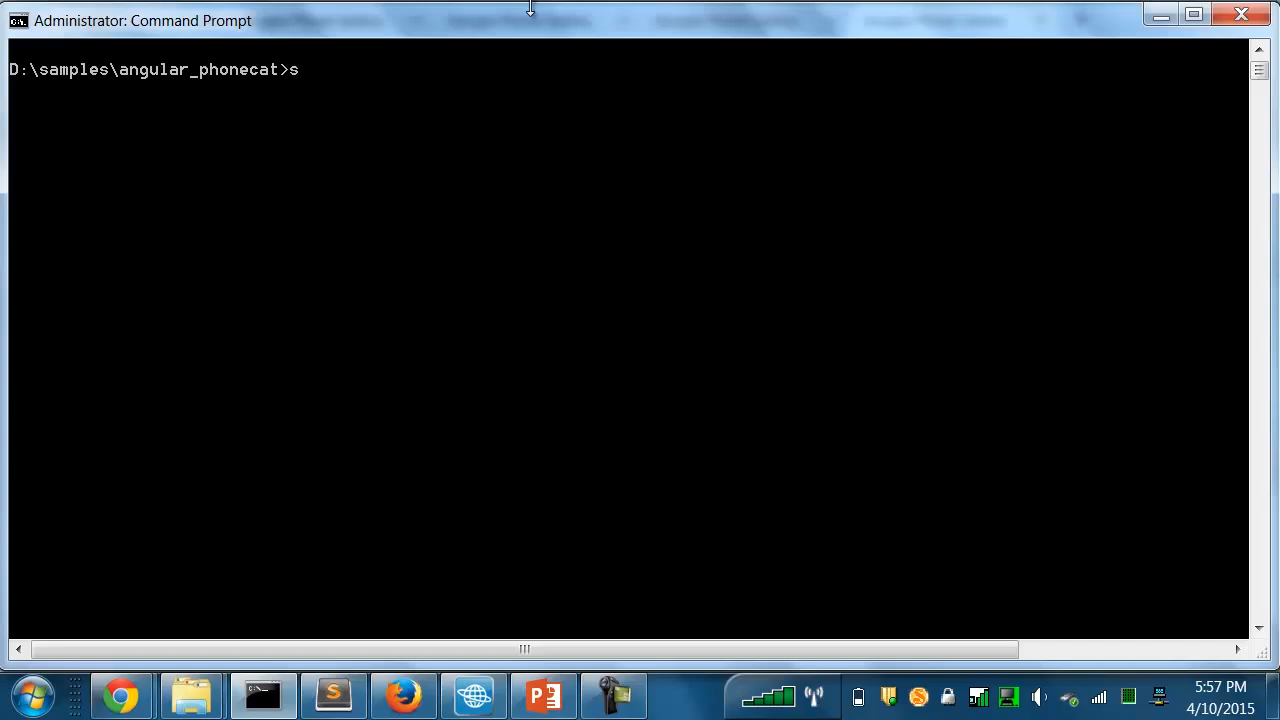 Administrator: Command Prompt
D:\samples\angular_phonecat>s
5:57 PM
4/10/2015